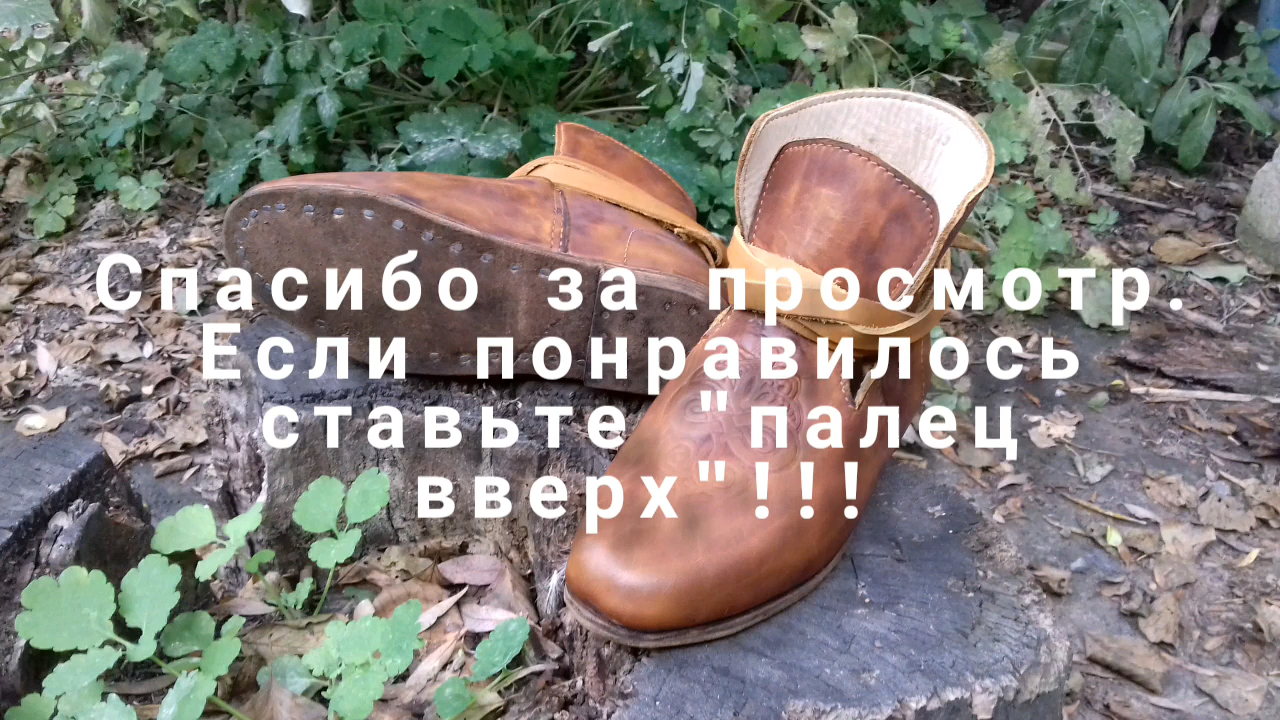 Спасибо за просмотр.
Если понравилось
ставьте "палец
вверх"!!!